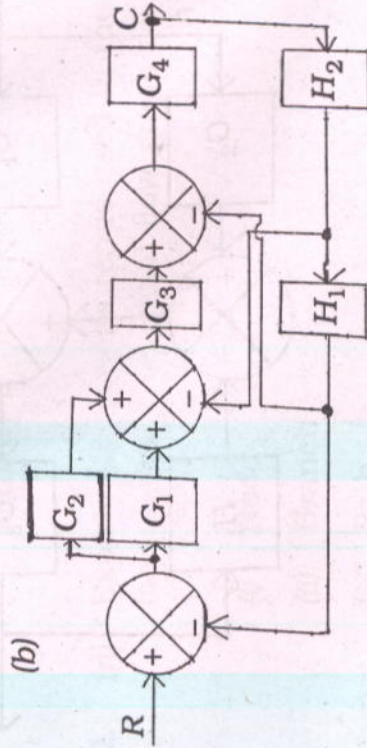 (b)
R
+
−
G₂
G₁
+
+
−
G₃
+
−
G₄
C
H₁
H₂